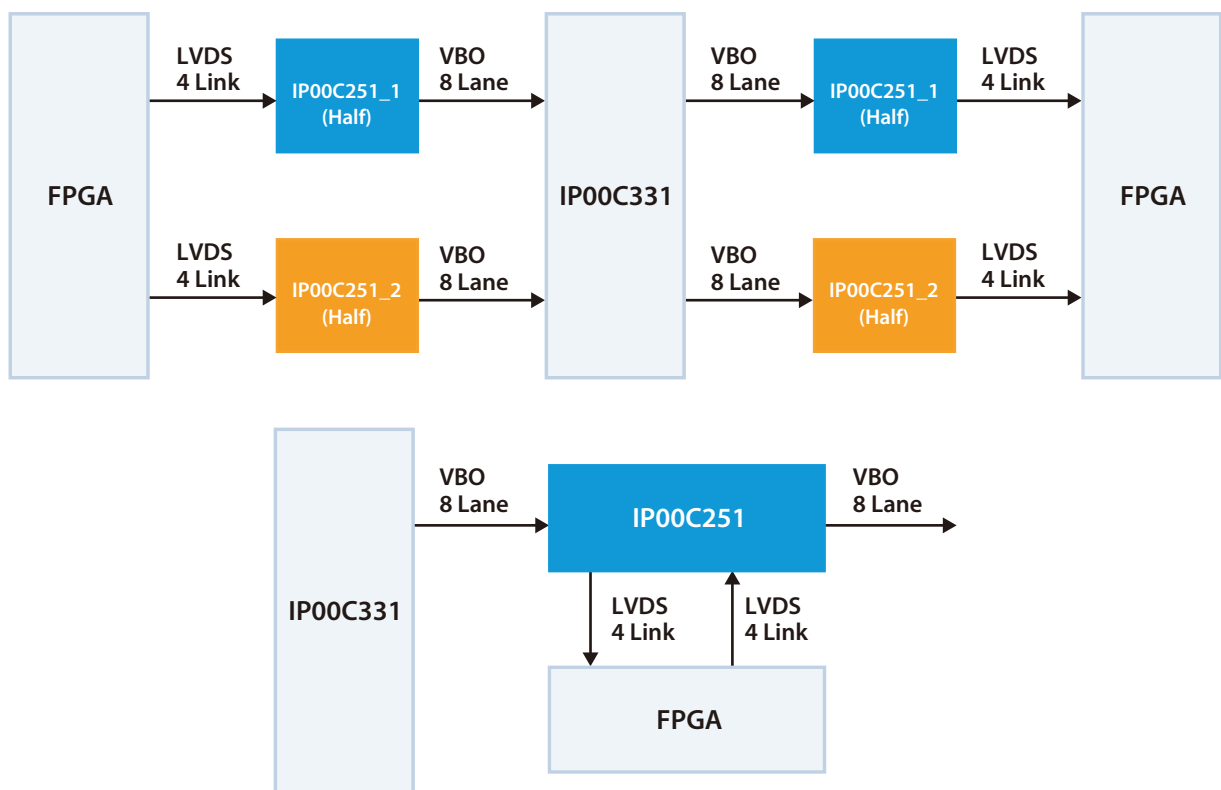 LVDS
4 Link
IP00C251_1
(Half)
VBO
8 Lane
VBO
8 Lane
IP00C251_1
(Half)
LVDS
4 Link
FPGA
IP00C331
FPGA
LVDS
4 Link
IP00C251_2
(Half)
VBO
8 Lane
VBO
8 Lane
IP00C251_2
(Half)
LVDS
4 Link
IP00C331
VBO
8 Lane
IP00C251
VBO
8 Lane
LVDS
4 Link
LVDS
4 Link
FPGA